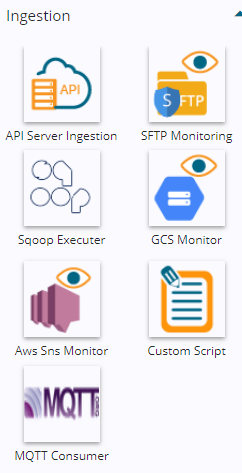 Ingestion
API
S FTP
API Server Ingestion
SFTP Monitoring
Sqoop Executer
GCS Monitor
Aws Sns Monitor
Custom Script
MQTT
MQTT Consumer